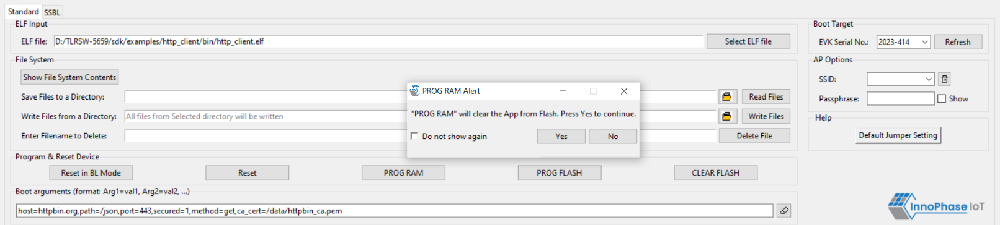 Standard SSBL
ELF Input
ELF file: D:/TLRSW-5659/sdk/examples/http_client/bin/http_client.elf Select ELF file
File System
Show File System Contents
Save Files to a Directory: Read Files
Write Files from a Directory: All files from Selected directory will be written Write Files
Enter Filename to Delete: Delete File
PROG RAM Alert
"PROG RAM" will clear the App from Flash. Press Yes to continue.
Do not show again Yes No
Program & Reset Device
Reset in BL Mode Reset PROG RAM PROG FLASH CLEAR FLASH
Boot arguments (format: Arg1=val1, Arg2=val2, ...)
host=httpbin.org,path=/json,port=443,secured=1,method=get,ca_cert=/data/httpbin_ca.pem
Boot Target
EVK Serial No.: 2023-414 Refresh
AP Options
SSID:
Passphrase: Show
Help
Default Jumper Setting
InnoPhase IoT